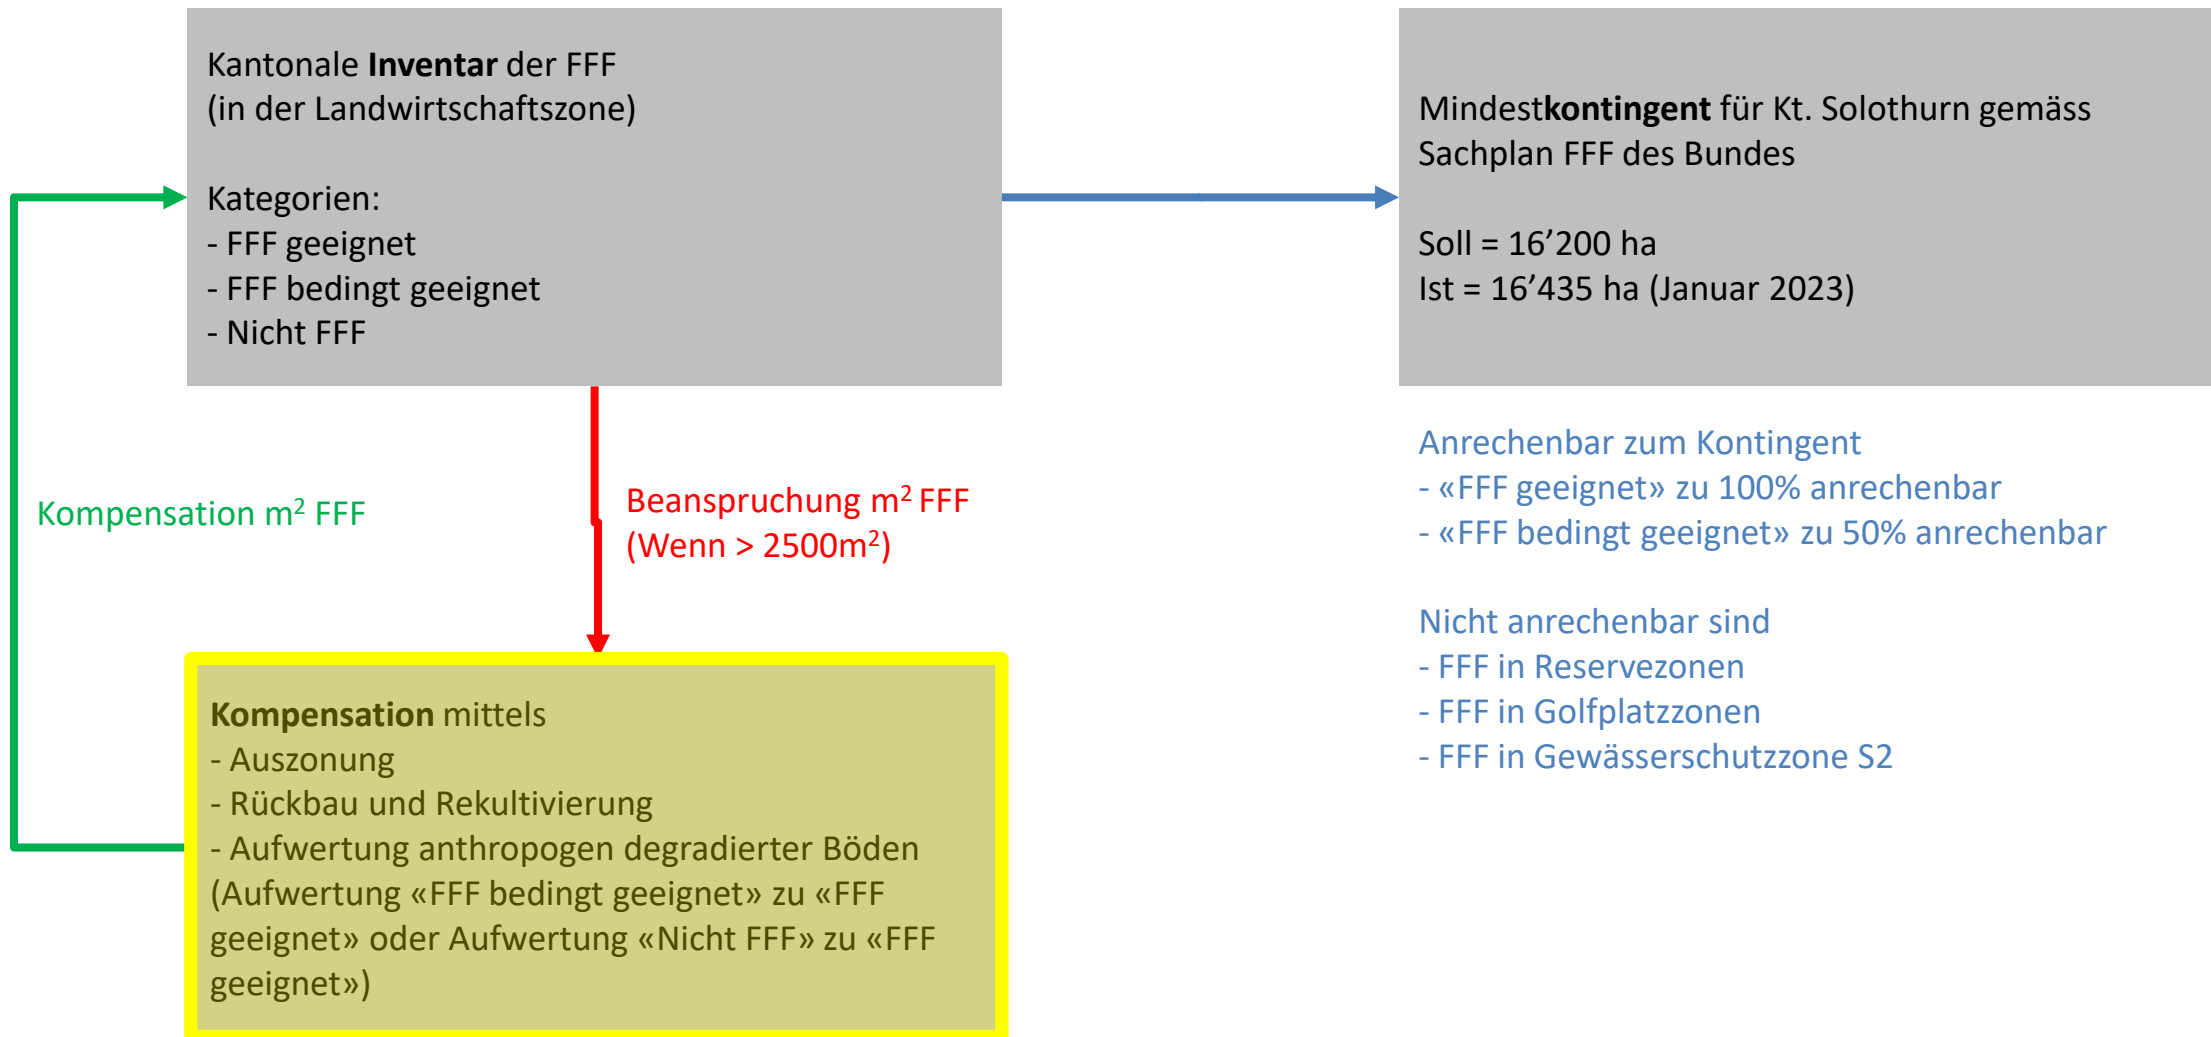 Kantonale Inventar der FFF
(in der Landwirtschaftszone)
Kategorien:
- FFF geeignet
- FFF bedingt geeignet
- Nicht FFF
Mindestkontingent für Kt. Solothurn gemäss
Sachplan FFF des Bundes
Soll = 16’200 ha
Ist = 16’435 ha (Januar 2023)
Anrechenbar zum Kontingent
- «FFF geeignet» zu 100% anrechenbar
- «FFF bedingt geeignet» zu 50% anrechenbar
Nicht anrechenbar sind
- FFF in Reservezonen
- FFF in Golfplatzzonen
- FFF in Gewässerschutzzone S2
Kompensation m² FFF
Beanspruchung m² FFF
(Wenn > 2500m²)
Kompensation mittels
- Auszonung
- Rückbau und Rekultivierung
- Aufwertung anthropogen degradierter Böden
(Aufwertung «FFF bedingt geeignet» zu «FFF
geeignet» oder Aufwertung «Nicht FFF» zu «FFF
geeignet»)